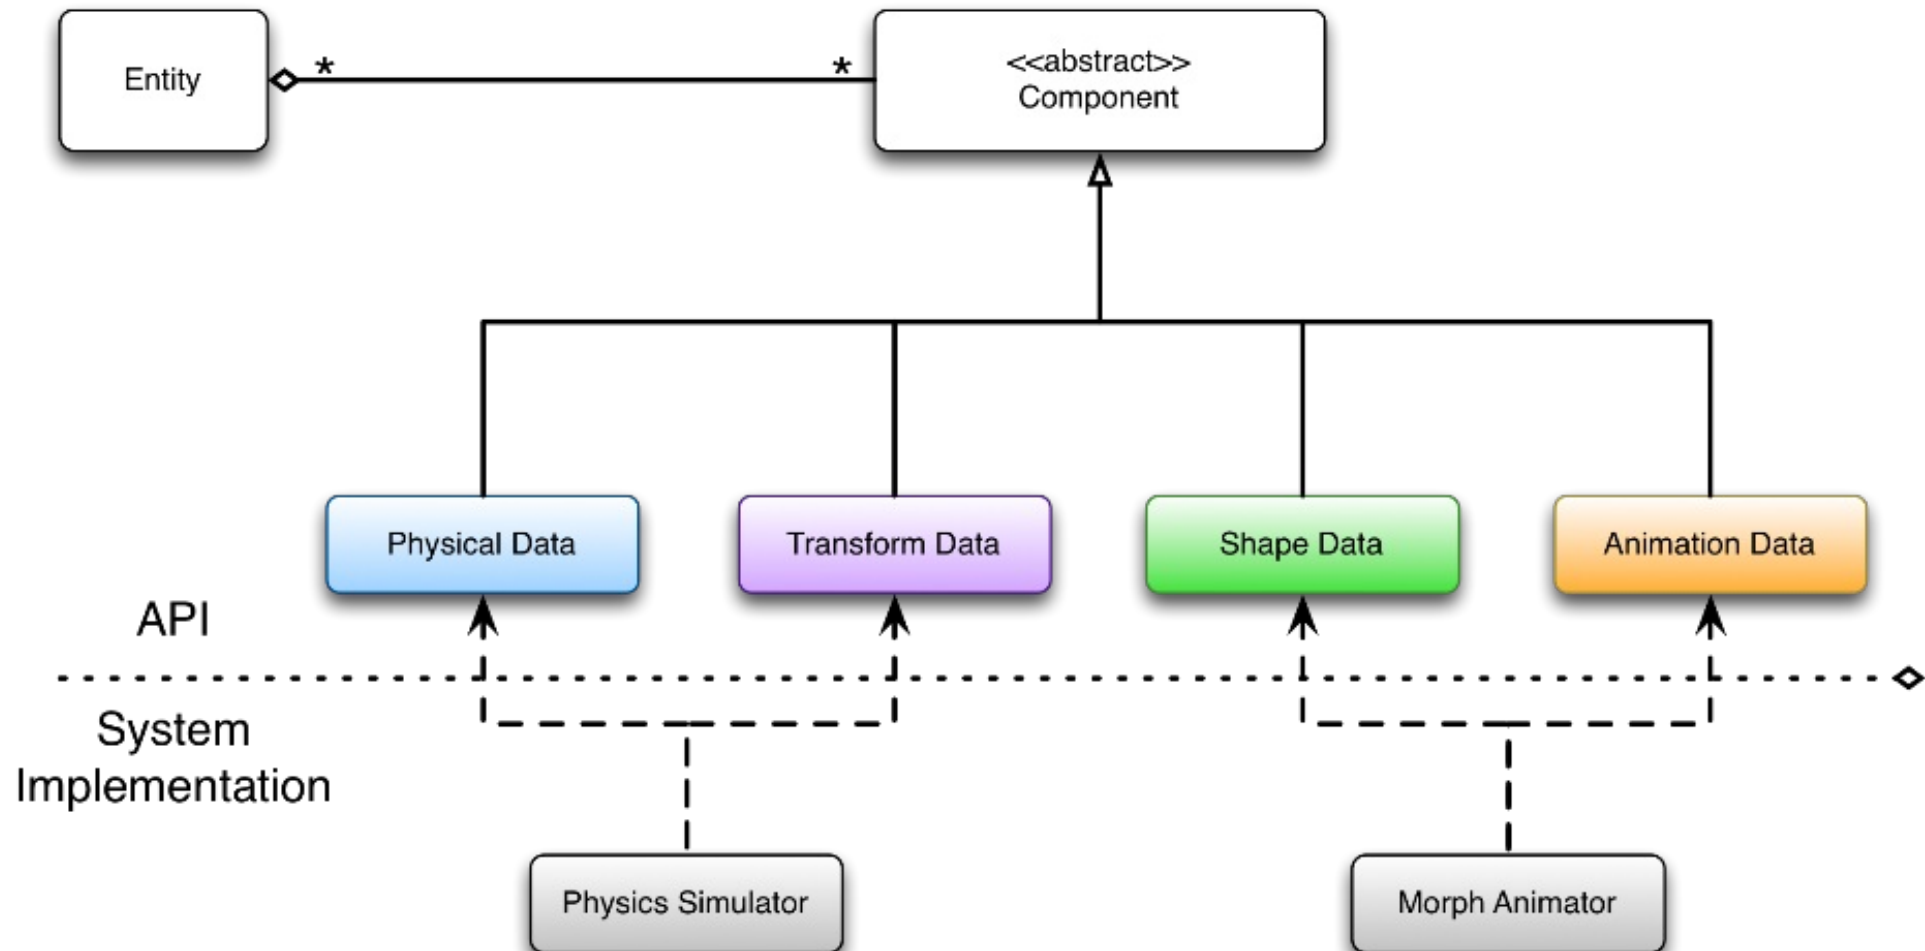 Entity
*
*
<<abstract>>
Component
Physical Data
Transform Data
Shape Data
Animation Data
API
System
Implementation
Physics Simulator
Morph Animator